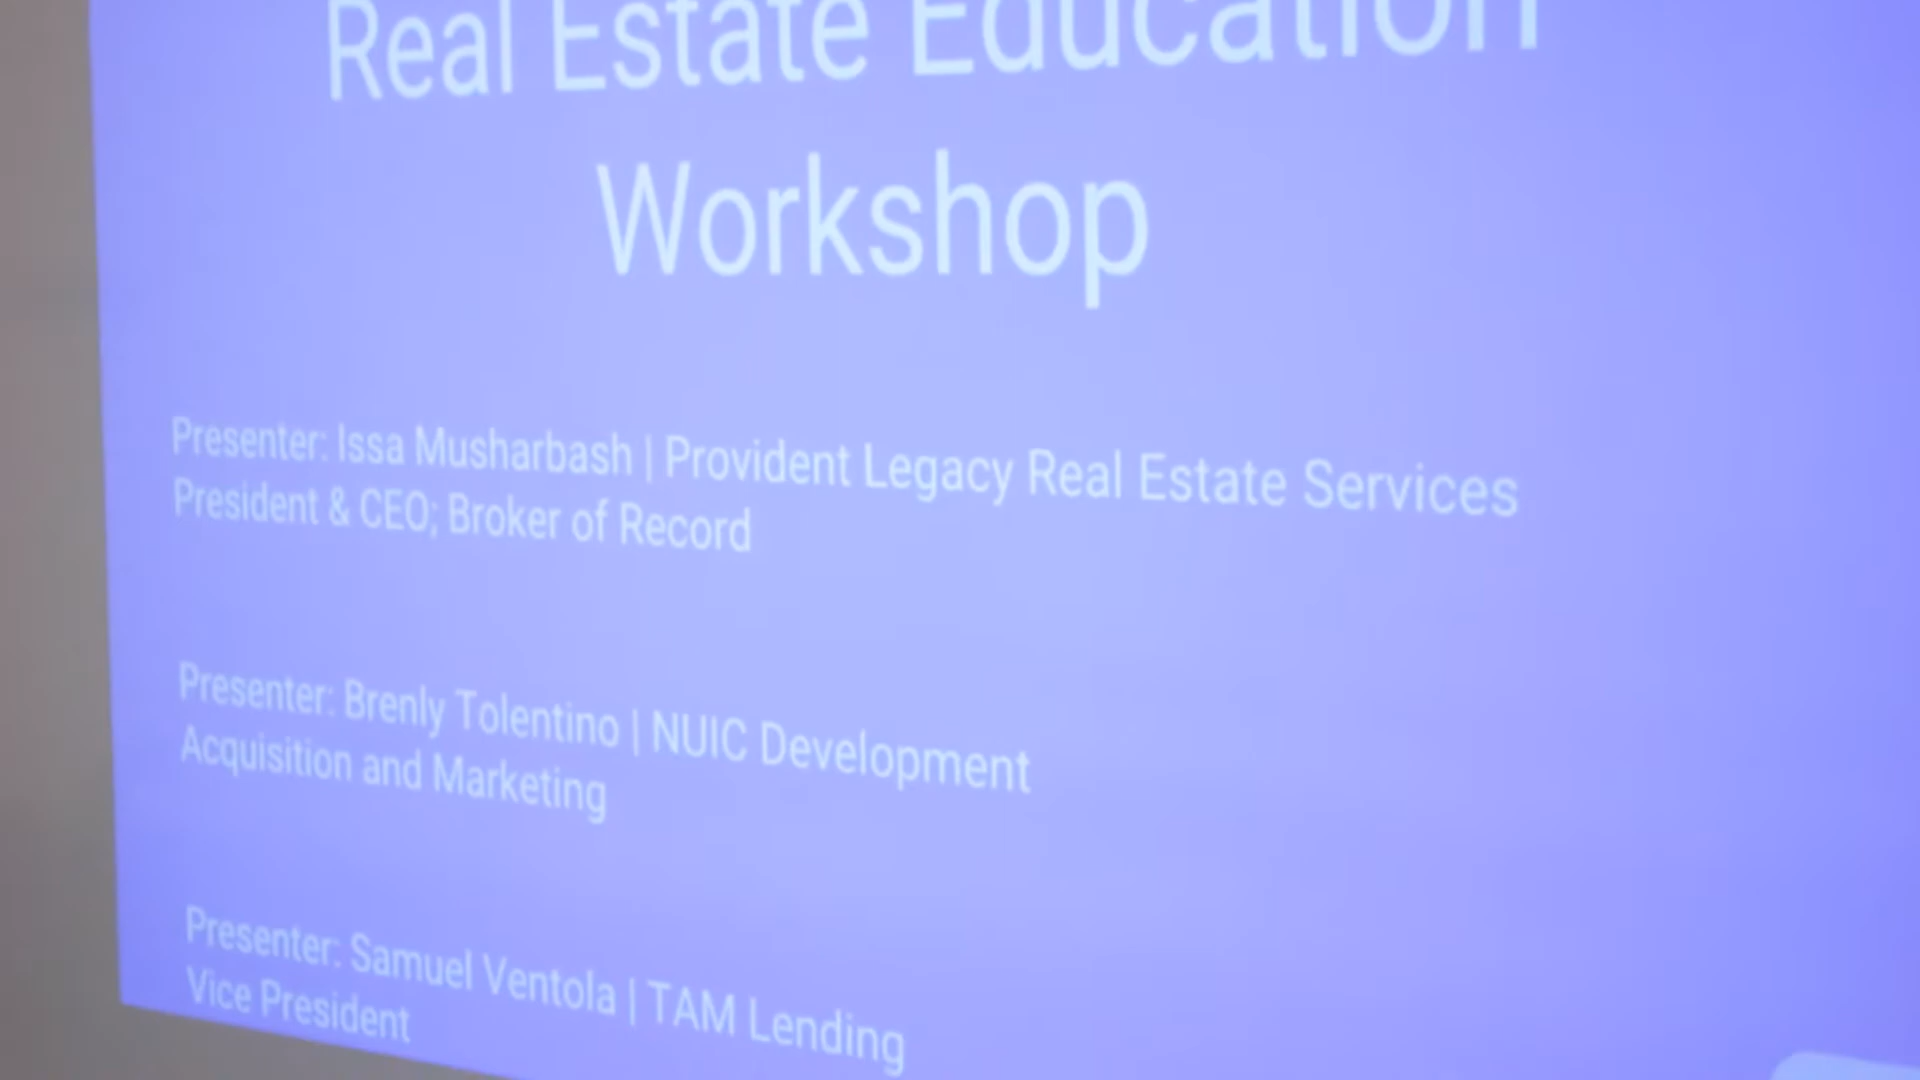 Real Estate Education
Workshop
Presenter: Issa Musharbash | Provident Legacy Real Estate Services
President & CEO; Broker of Record
Presenter: Brenly Tolentino | NUIC Development
Acquisition and Marketing
Presenter: Samuel Ventola | TAM Lending
Vice President